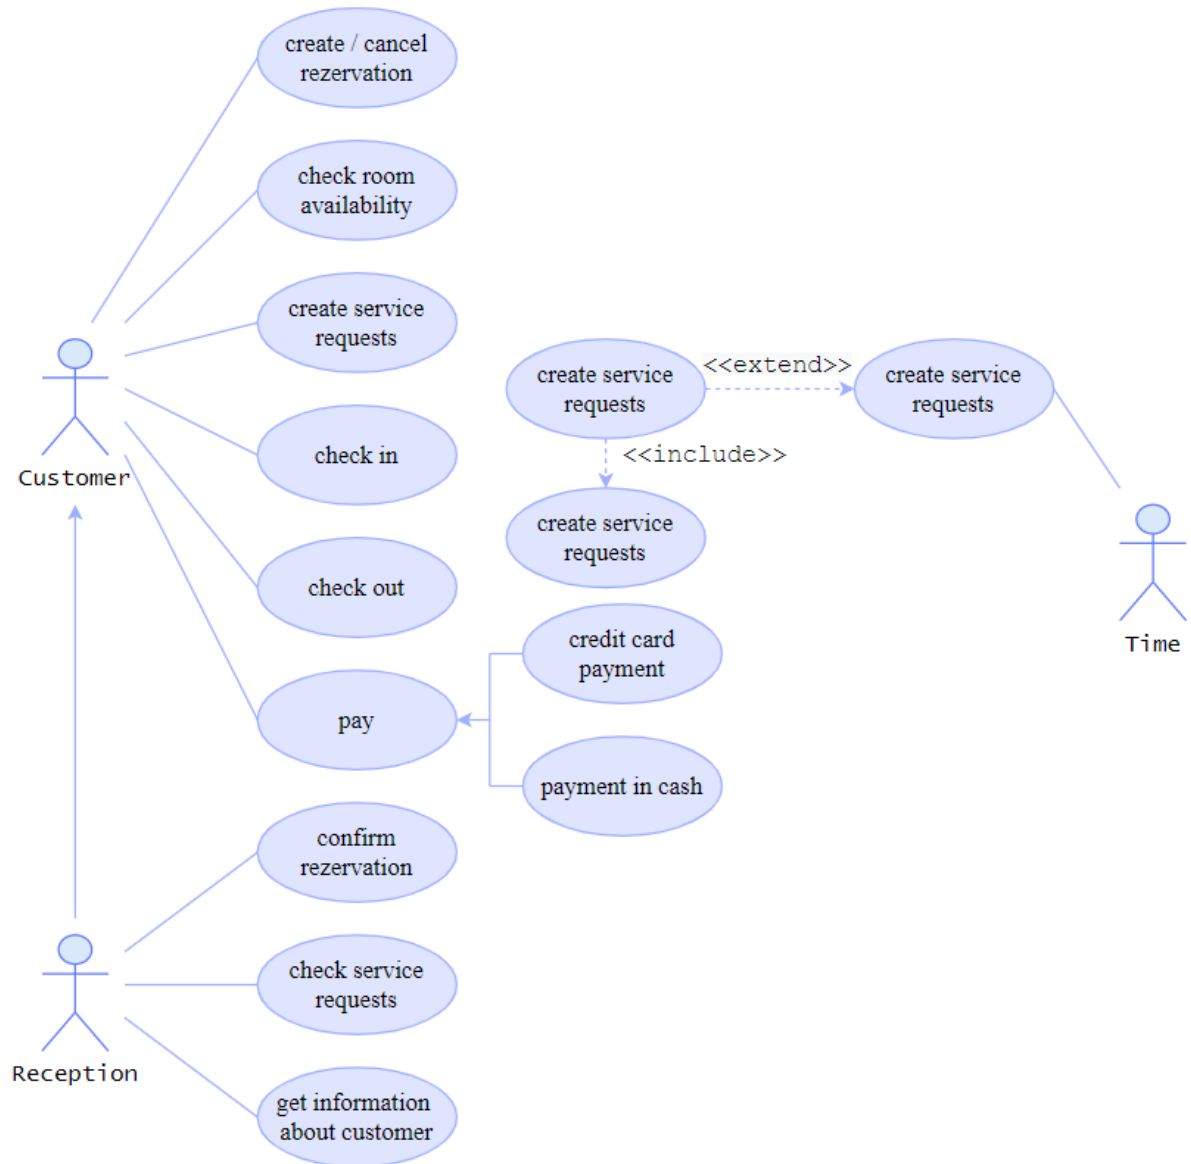 create / cancel
rezervation
check room
availability
create service
requests
Customer
check in
check out
pay
create service
requests
<<extend>>
create service
requests
<<include>>
create service
requests
Time
credit card
payment
payment in cash
confirm
rezervation
check service
requests
Reception
get information
about customer